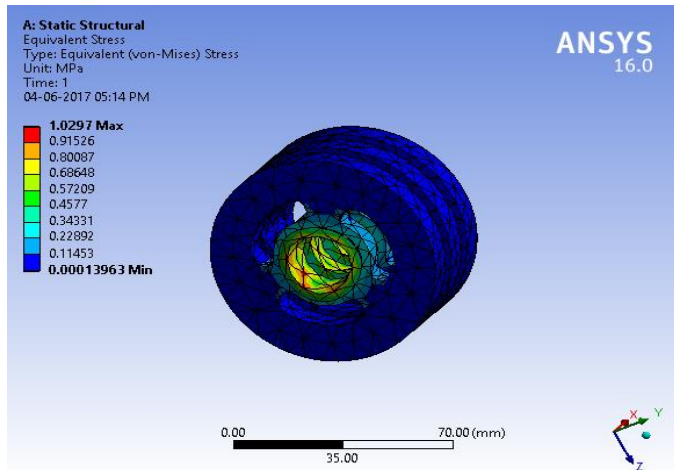 A: Static Structural
Equivalent Stress
Type: Equivalent (von-Mises) Stress
Unit: MPa
Time: 1
04-06-2017 05:14 PM
ANSYS
16.0
1.0297 Max
0.91526
0.80087
0.68648
0.57209
0.4577
0.34331
0.22892
0.11453
0.00013963 Min
0.00
70.00 (mm)
35.00
X
Y
Z